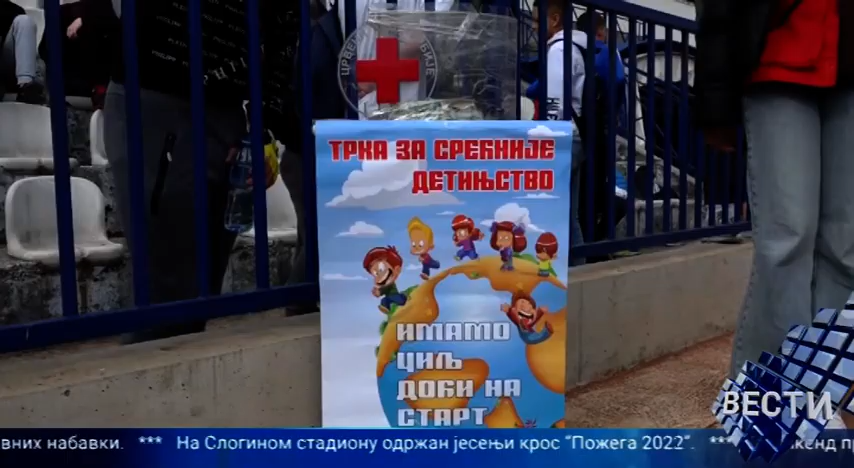 ТРКА ЗА СРЕЋНИЈЕ
ДЕТИЊСТВО
ИМАМО
ЦИЉ
ДОЋИ НА
СТАРТ
ВЕСТИ
вних набавки. *** На Слогином стадиону одржан јесењи крос "Пожега 2022". ***